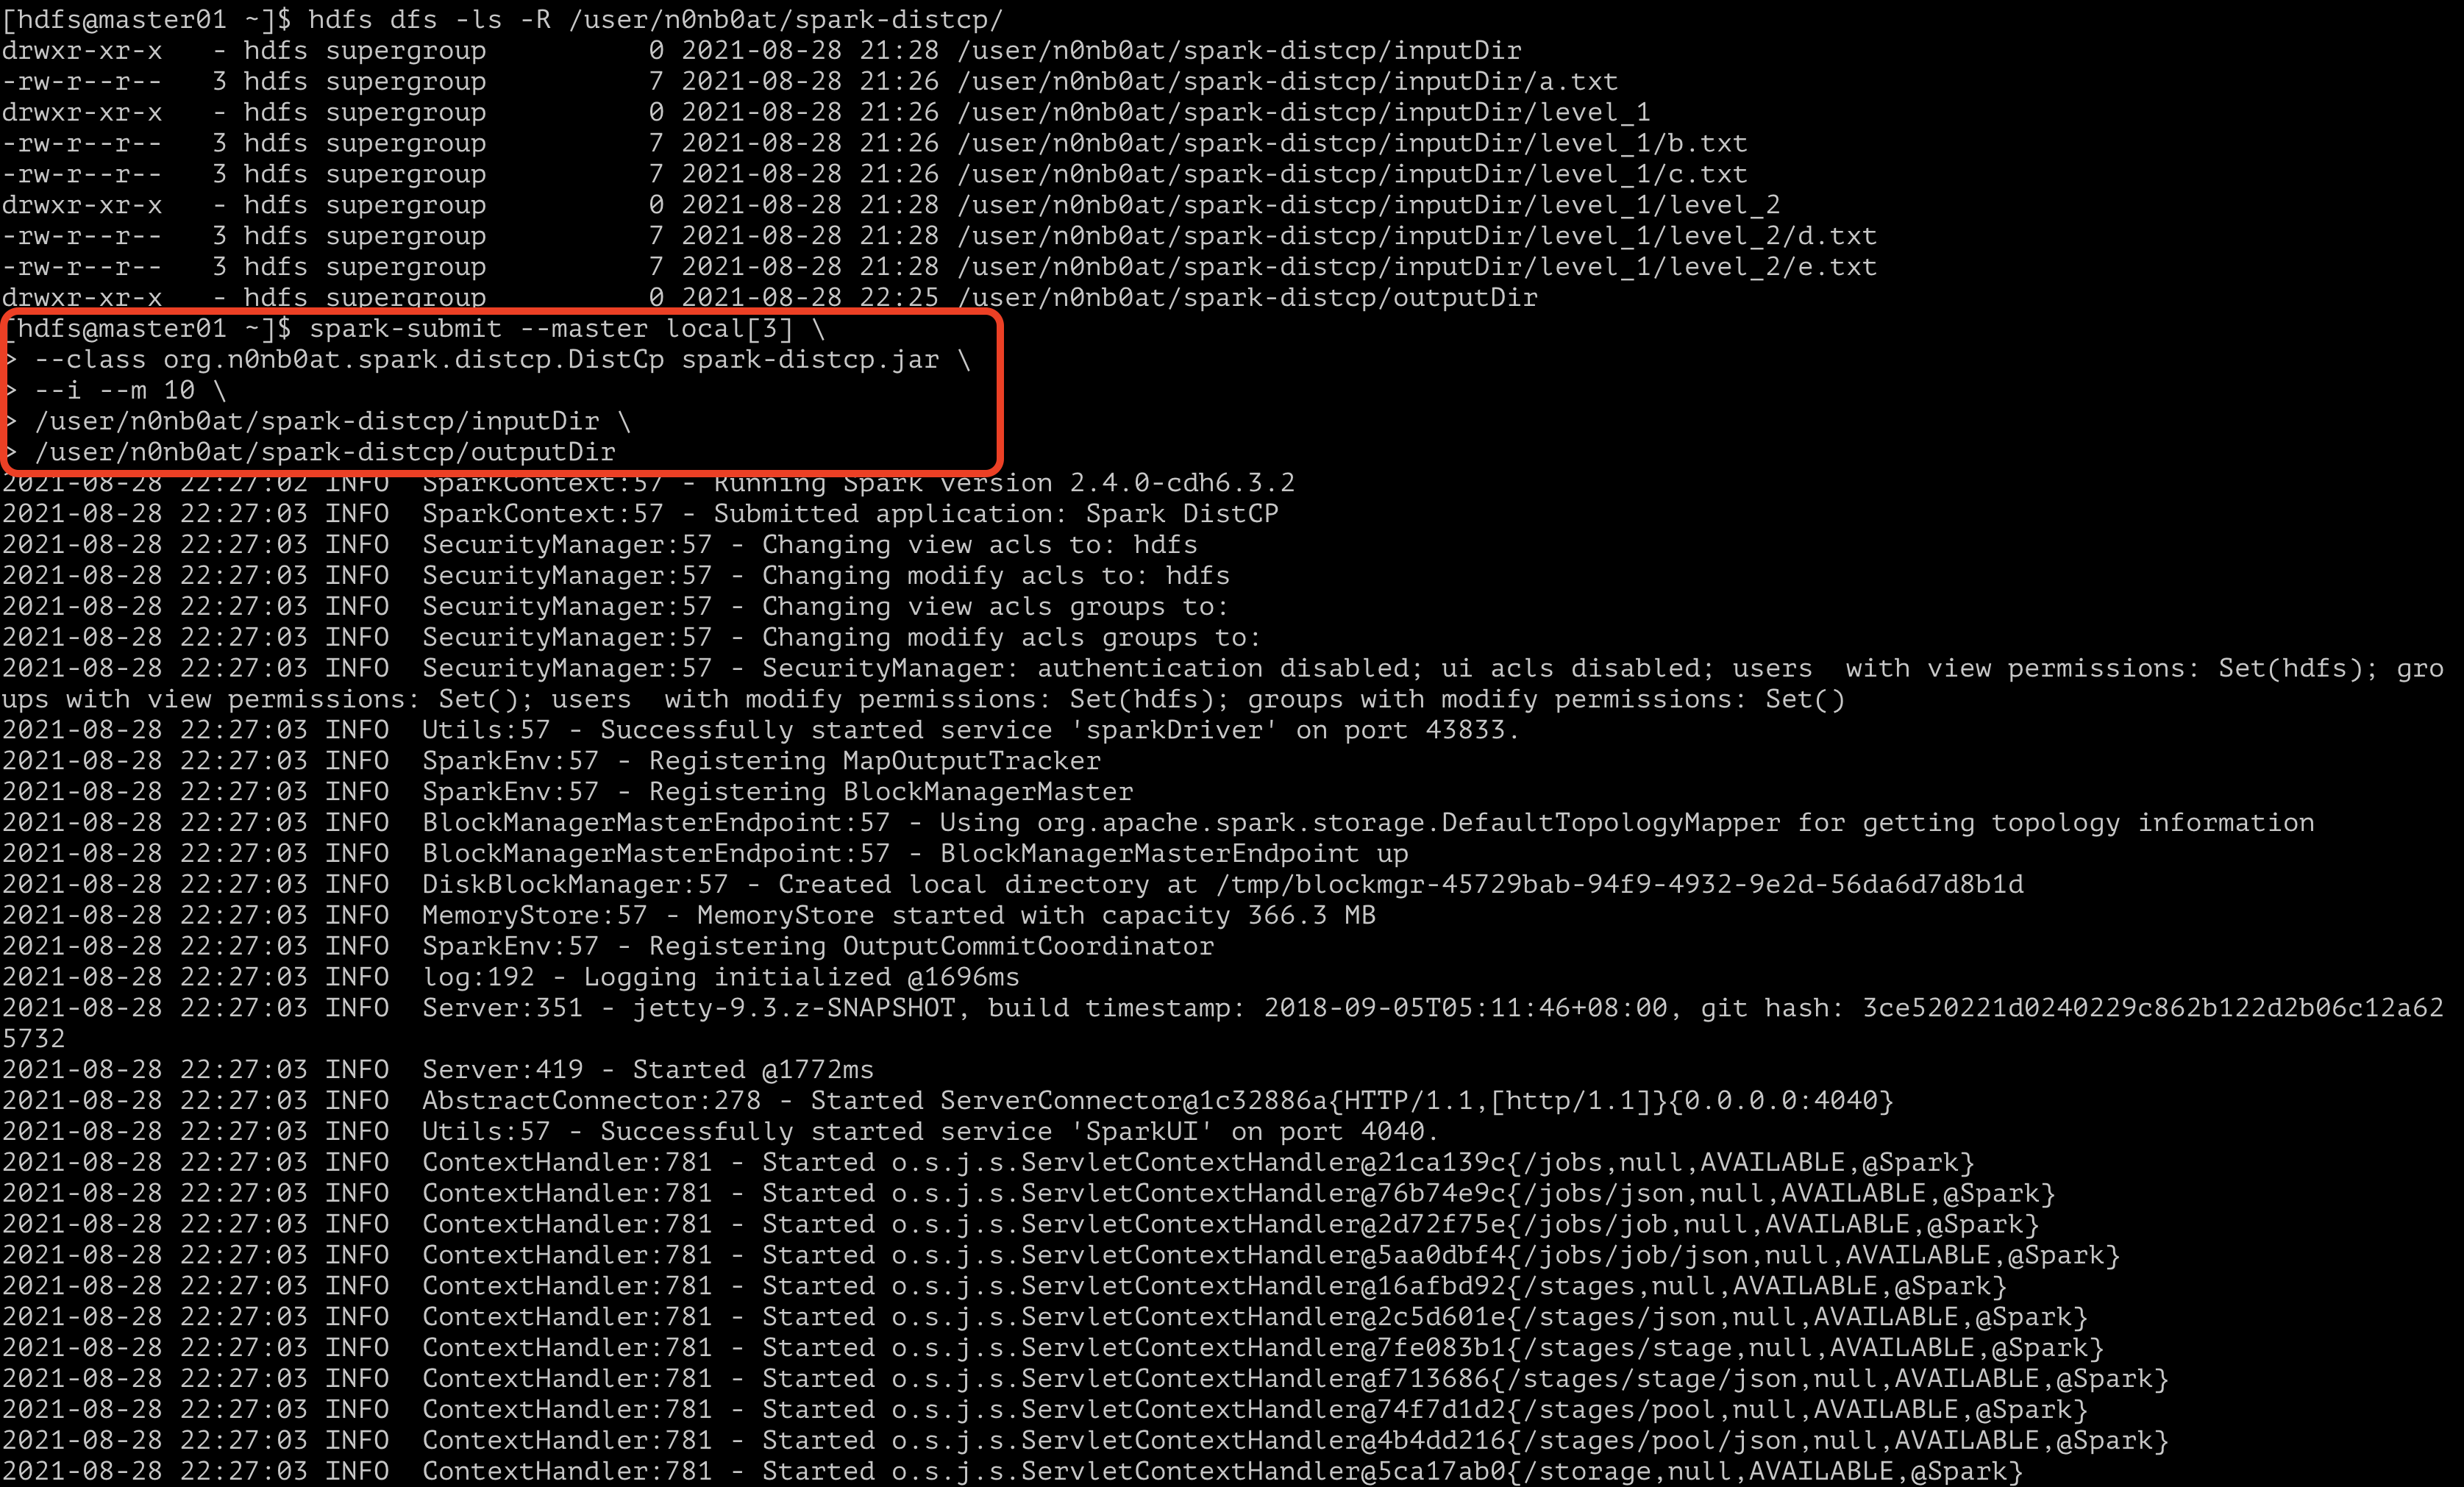 [hdfs@master01 ~]$ hdfs dfs -ls -R /user/n0nb0at/spark-distcp/
drwxr-xr-x   - hdfs supergroup          0 2021-08-28 21:28 /user/n0nb0at/spark-distcp/inputDir
-rw-r--r--   3 hdfs supergroup          7 2021-08-28 21:26 /user/n0nb0at/spark-distcp/inputDir/a.txt
drwxr-xr-x   - hdfs supergroup          0 2021-08-28 21:26 /user/n0nb0at/spark-distcp/inputDir/level_1
-rw-r--r--   3 hdfs supergroup          7 2021-08-28 21:26 /user/n0nb0at/spark-distcp/inputDir/level_1/b.txt
-rw-r--r--   3 hdfs supergroup          7 2021-08-28 21:26 /user/n0nb0at/spark-distcp/inputDir/level_1/c.txt
drwxr-xr-x   - hdfs supergroup          0 2021-08-28 21:28 /user/n0nb0at/spark-distcp/inputDir/level_1/level_2
-rw-r--r--   3 hdfs supergroup          7 2021-08-28 21:28 /user/n0nb0at/spark-distcp/inputDir/level_1/level_2/d.txt
-rw-r--r--   3 hdfs supergroup          7 2021-08-28 21:28 /user/n0nb0at/spark-distcp/inputDir/level_1/level_2/e.txt
drwxr-xr-x   - hdfs supergroup          0 2021-08-28 22:25 /user/n0nb0at/spark-distcp/outputDir
[hdfs@master01 ~]$ spark-submit --master local[3] \
> --class org.n0nb0at.spark.distcp.DistCp spark-distcp.jar \
> --i --m 10 \
> /user/n0nb0at/spark-distcp/inputDir \
> /user/n0nb0at/spark-distcp/outputDir
2021-08-28 22:27:02 INFO  SparkContext:57 - Running Spark version 2.4.0-cdh6.3.2
2021-08-28 22:27:03 INFO  SparkContext:57 - Submitted application: Spark DistCP
2021-08-28 22:27:03 INFO  SecurityManager:57 - Changing view acls to: hdfs
2021-08-28 22:27:03 INFO  SecurityManager:57 - Changing modify acls to: hdfs
2021-08-28 22:27:03 INFO  SecurityManager:57 - Changing view acls groups to:
2021-08-28 22:27:03 INFO  SecurityManager:57 - Changing modify acls groups to:
2021-08-28 22:27:03 INFO  SecurityManager:57 - SecurityManager: authentication disabled; ui acls disabled; users  with view permissions: Set(hdfs); gro
ups with view permissions: Set(); users  with modify permissions: Set(hdfs); groups with modify permissions: Set()
2021-08-28 22:27:03 INFO  Utils:57 - Successfully started service 'sparkDriver' on port 43833.
2021-08-28 22:27:03 INFO  SparkEnv:57 - Registering MapOutputTracker
2021-08-28 22:27:03 INFO  SparkEnv:57 - Registering BlockManagerMaster
2021-08-28 22:27:03 INFO  BlockManagerMasterEndpoint:57 - Using org.apache.spark.storage.DefaultTopologyMapper for getting topology information
2021-08-28 22:27:03 INFO  BlockManagerMasterEndpoint:57 - BlockManagerMasterEndpoint up
2021-08-28 22:27:03 INFO  DiskBlockManager:57 - Created local directory at /tmp/blockmgr-45729bab-94f9-4932-9e2d-56da6d7d8b1d
2021-08-28 22:27:03 INFO  MemoryStore:57 - MemoryStore started with capacity 366.3 MB
2021-08-28 22:27:03 INFO  SparkEnv:57 - Registering OutputCommitCoordinator
2021-08-28 22:27:03 INFO  log:192 - Logging initialized @1696ms
2021-08-28 22:27:03 INFO  Server:351 - jetty-9.3.z-SNAPSHOT, build timestamp: 2018-09-05T05:11:46+08:00, git hash: 3ce520221d0240229c862b122d2b06c12a62
5732
2021-08-28 22:27:03 INFO  Server:419 - Started @1772ms
2021-08-28 22:27:03 INFO  AbstractConnector:278 - Started ServerConnector@1c32886a{HTTP/1.1,[http/1.1]}{0.0.0.0:4040}
2021-08-28 22:27:03 INFO  Utils:57 - Successfully started service 'SparkUI' on port 4040.
2021-08-28 22:27:03 INFO  ContextHandler:781 - Started o.s.j.s.ServletContextHandler@21ca139c{/jobs,null,AVAILABLE,@Spark}
2021-08-28 22:27:03 INFO  ContextHandler:781 - Started o.s.j.s.ServletContextHandler@76b74e9c{/jobs/json,null,AVAILABLE,@Spark}
2021-08-28 22:27:03 INFO  ContextHandler:781 - Started o.s.j.s.ServletContextHandler@2d72f75e{/jobs/job,null,AVAILABLE,@Spark}
2021-08-28 22:27:03 INFO  ContextHandler:781 - Started o.s.j.s.ServletContextHandler@5aa0dbf4{/jobs/job/json,null,AVAILABLE,@Spark}
2021-08-28 22:27:03 INFO  ContextHandler:781 - Started o.s.j.s.ServletContextHandler@16afbd92{/stages,null,AVAILABLE,@Spark}
2021-08-28 22:27:03 INFO  ContextHandler:781 - Started o.s.j.s.ServletContextHandler@2c5d601e{/stages/json,null,AVAILABLE,@Spark}
2021-08-28 22:27:03 INFO  ContextHandler:781 - Started o.s.j.s.ServletContextHandler@7fe083b1{/stages/stage,null,AVAILABLE,@Spark}
2021-08-28 22:27:03 INFO  ContextHandler:781 - Started o.s.j.s.ServletContextHandler@f713686{/stages/stage/json,null,AVAILABLE,@Spark}
2021-08-28 22:27:03 INFO  ContextHandler:781 - Started o.s.j.s.ServletContextHandler@74f7d1d2{/stages/pool,null,AVAILABLE,@Spark}
2021-08-28 22:27:03 INFO  ContextHandler:781 - Started o.s.j.s.ServletContextHandler@4b4dd216{/stages/pool/json,null,AVAILABLE,@Spark}
2021-08-28 22:27:03 INFO  ContextHandler:781 - Started o.s.j.s.ServletContextHandler@5ca17ab0{/storage,null,AVAILABLE,@Spark}